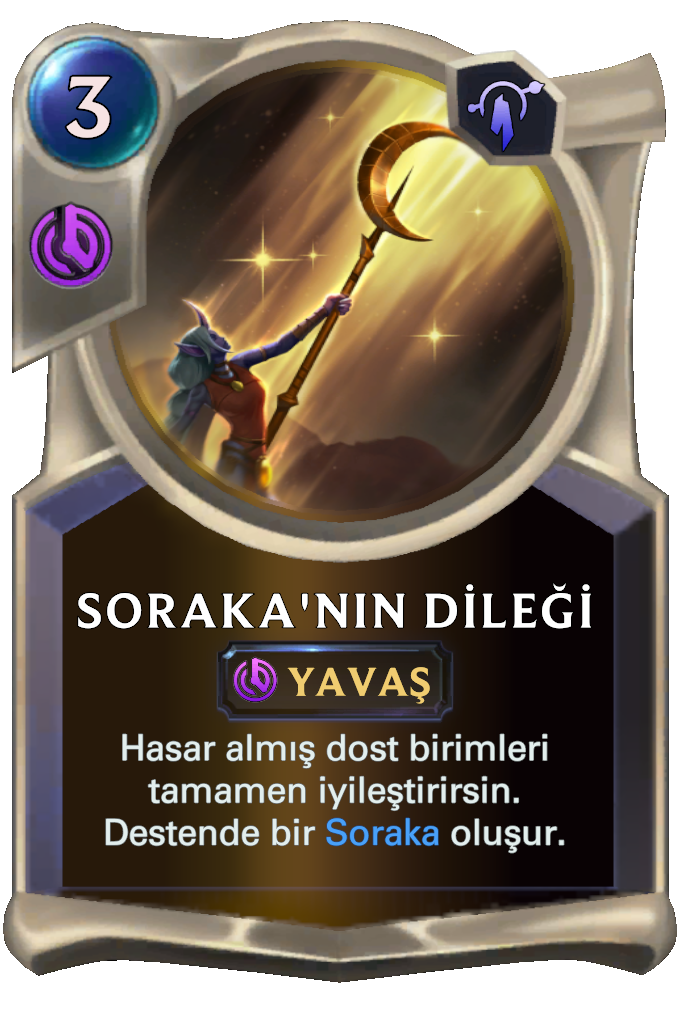 3
SORAKA'NIN DİLEĞİ
YAVAŞ
Hasar almış dost birimleri
tamamen iyileştirirsin.
Destende bir Soraka oluşur.